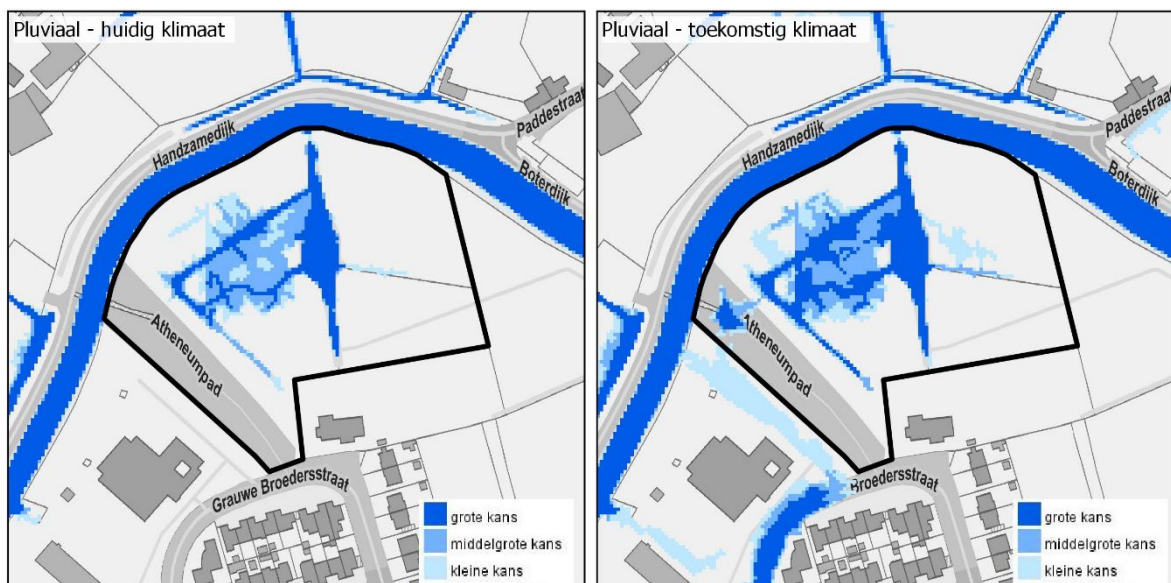 Pluviaal - huidig klimaat
Handzamedijk
Paddestraat
Boterdijk
Atheneumpad
Grauwe Broedersstraat
grote kans
middelgrote kans
kleine kans
Pluviaal - toekomstig klimaat
Handzamedijk
Paddestraat
Boterdijk
Atheneumpad
Broedersstraat
grote kans
middelgrote kans
kleine kans